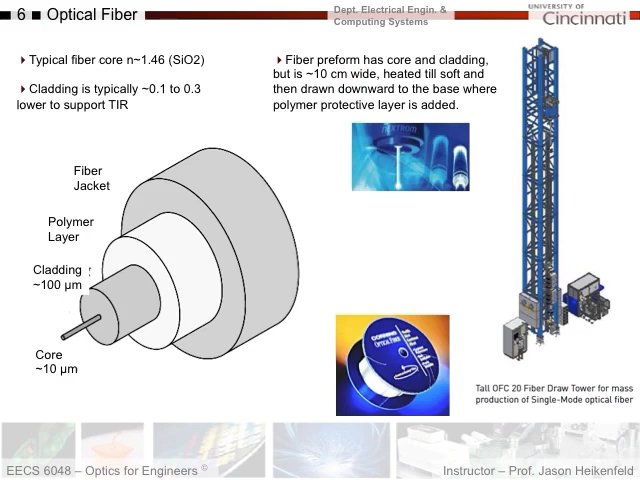 6 Optical Fiber
Dept. Electrical Engin. &
Computing Systems
UNIVERSITY OF
Cincinnati
Typical fiber core n~1.46 (SiO2)
Cladding is typically ~0.1 to 0.3
lower to support TIR
Fiber preform has core and cladding,
but is ~10 cm wide, heated till soft and
then drawn downward to the base where
polymer protective layer is added.
Fiber
Jacket
Polymer
Layer
Cladding
~100 µm
Core
~10 µm
CORNING
Optical Fiber
Tall OFC 20 Fiber Draw Tower for mass
production of Single-Mode optical fiber
EECS 6048 – Optics for Engineers ®
Instructor – Prof. Jason Heikenfeld